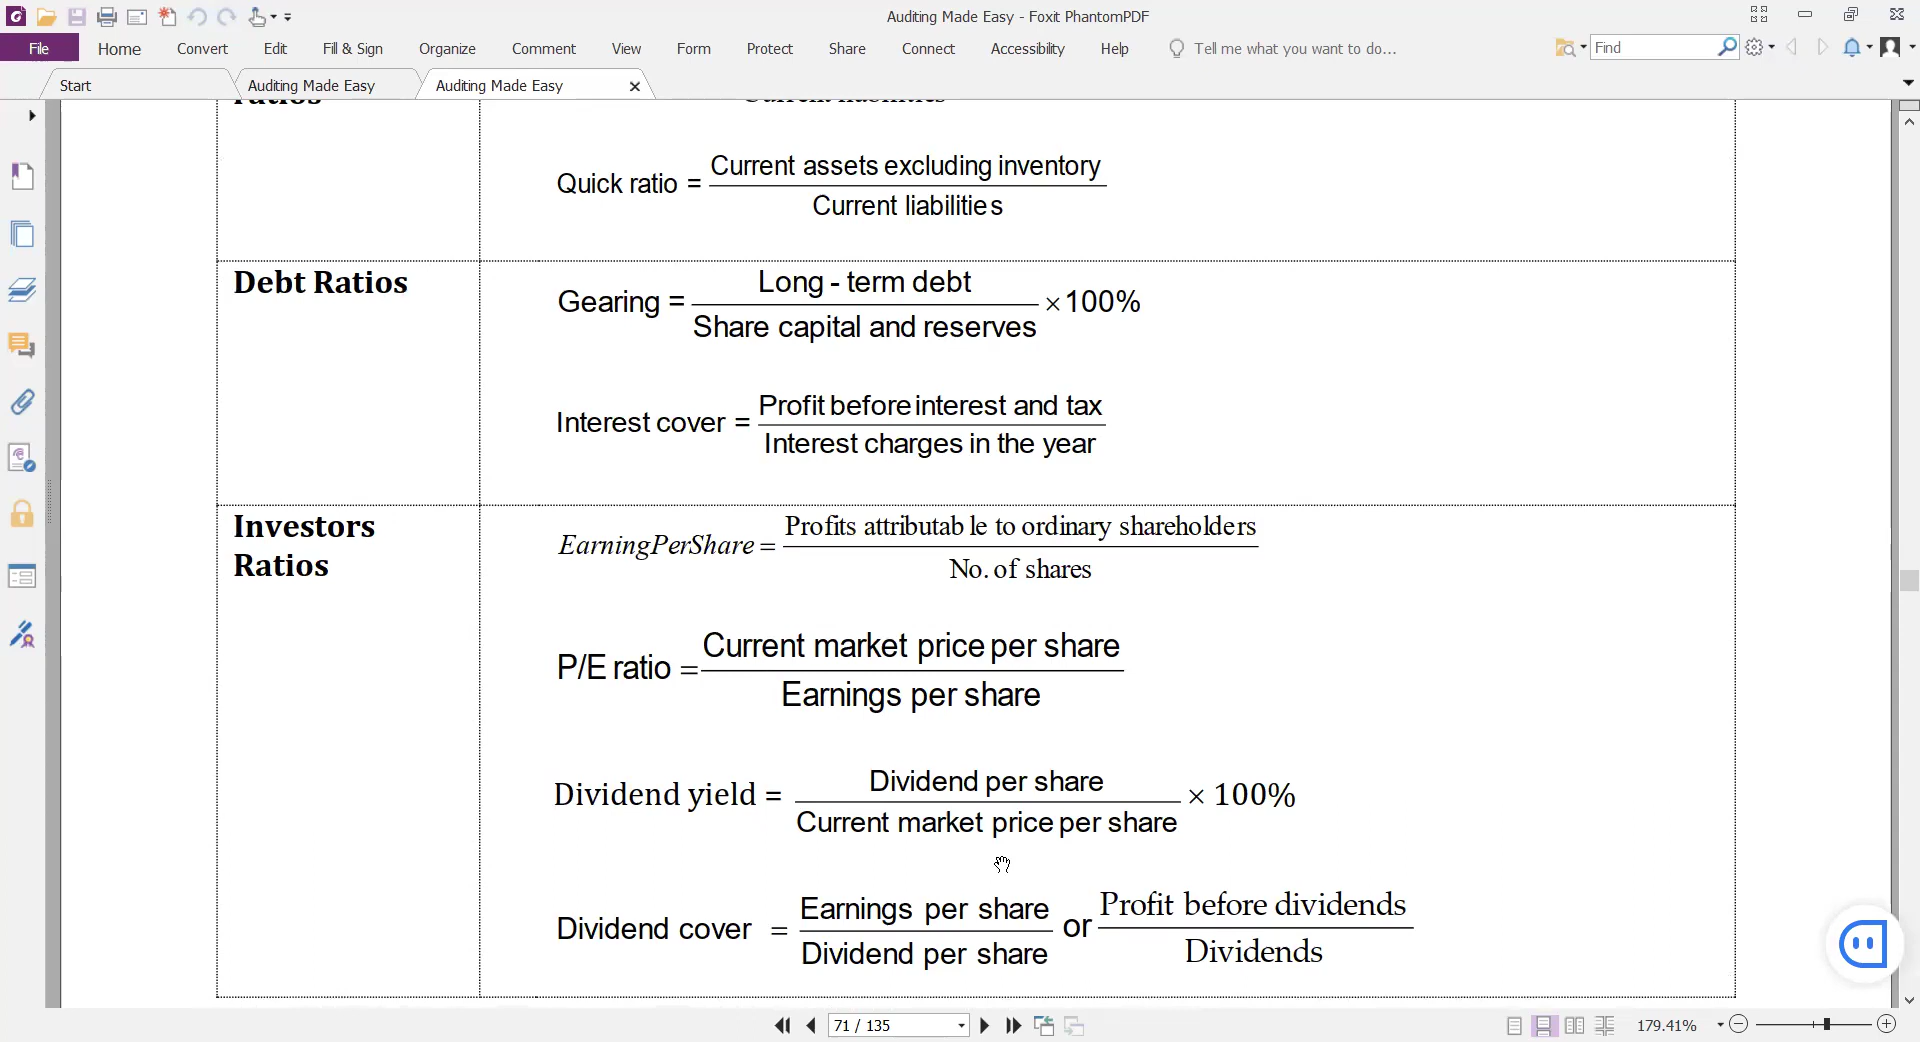 Auditing Made Easy - Foxit PhantomPDF
File Home Convert Edit Fill & Sign Organize Comment View Form Protect Share Connect Accessibility Help Tell me what you want to do... Find
Start Auditing Made Easy Auditing Made Easy
ratios
Current liabilities
Quick ratio = Current assets excluding inventory
Current liabilities
Debt Ratios
Gearing = Long - term debt × 100%
Share capital and reserves
Interest cover = Profit before interest and tax
Interest charges in the year
Investors
Ratios
EarningPerShare = Profits attributab le to ordinary shareholders
No. of shares
P/E ratio = Current market price per share
Earnings per share
Dividend yield = Dividend per share × 100%
Current market price per share
Dividend cover = Earnings per share or Profit before dividends
Dividend per share Dividends
71 / 135 179.41%